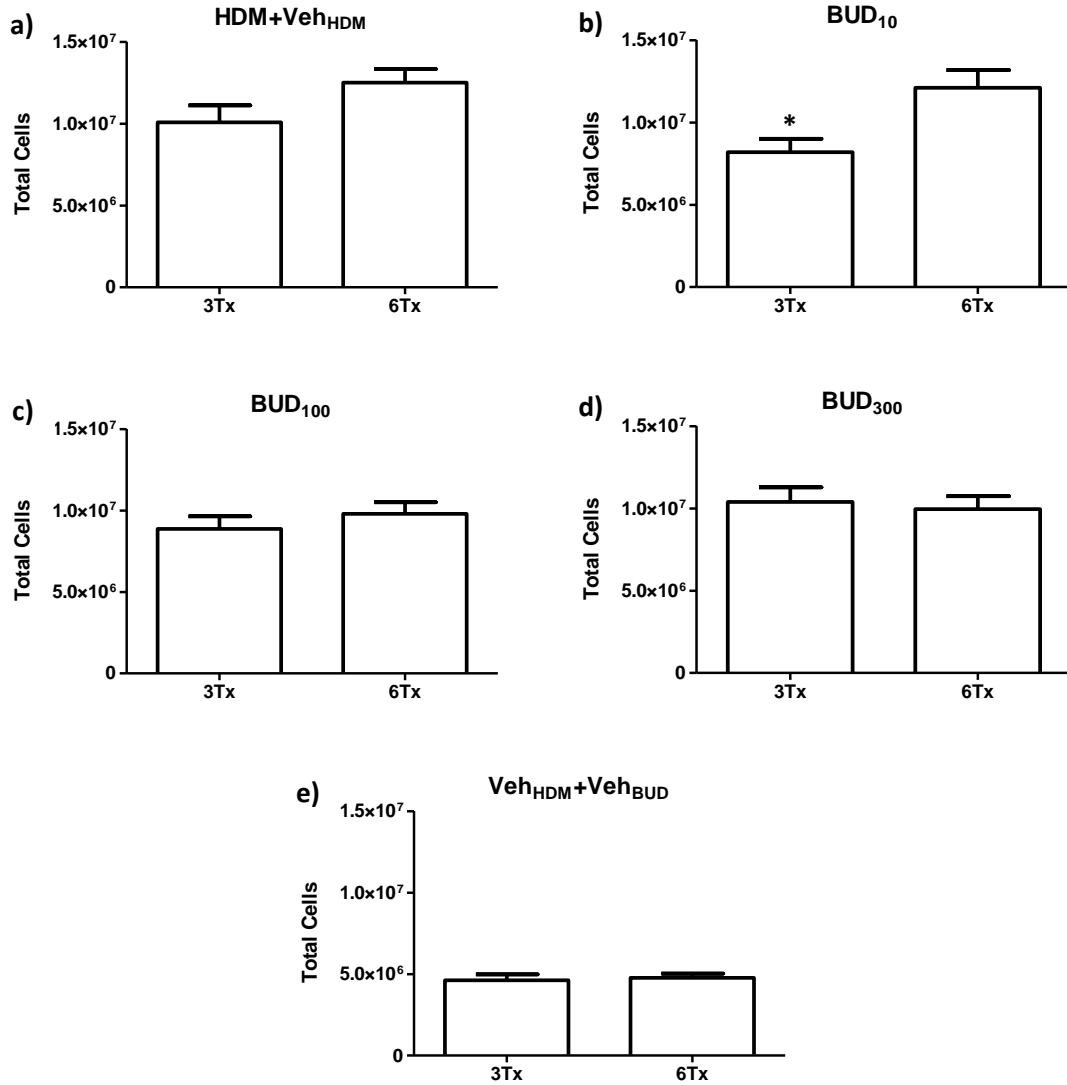 a)
HDM+Veh_HDM
Total Cells
1.5×10⁷
1.0×10⁷
5.0×10⁶
0
3Tx 6Tx
b)
BUD₁₀
Total Cells
1.5×10⁷
1.0×10⁷
5.0×10⁶
0
*
3Tx 6Tx
c)
BUD₁₀₀
Total Cells
1.5×10⁷
1.0×10⁷
5.0×10⁶
0
3Tx 6Tx
d)
BUD₃₀₀
Total Cells
1.5×10⁷
1.0×10⁷
5.0×10⁶
0
3Tx 6Tx
e)
Veh_HDM+Veh_BUD
Total Cells
1.5×10⁷
1.0×10⁷
5.0×10⁶
0
3Tx 6Tx